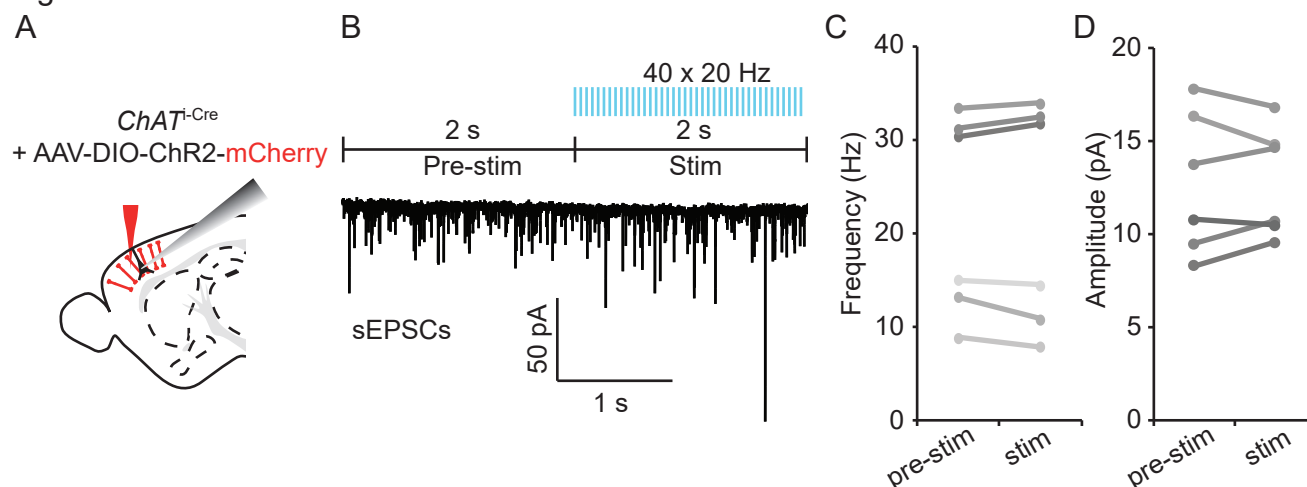 A
ChAT i-Cre
+ AAV-DIO-ChR2-mCherry
B
40 x 20 Hz
2 s
2 s
Pre-stim
Stim
sEPSCs
50 pA
1 s
C
Frequency (Hz)
40
30
20
10
0
pre-stim
stim
D
Amplitude (pA)
20
15
10
5
0
pre-stim
stim